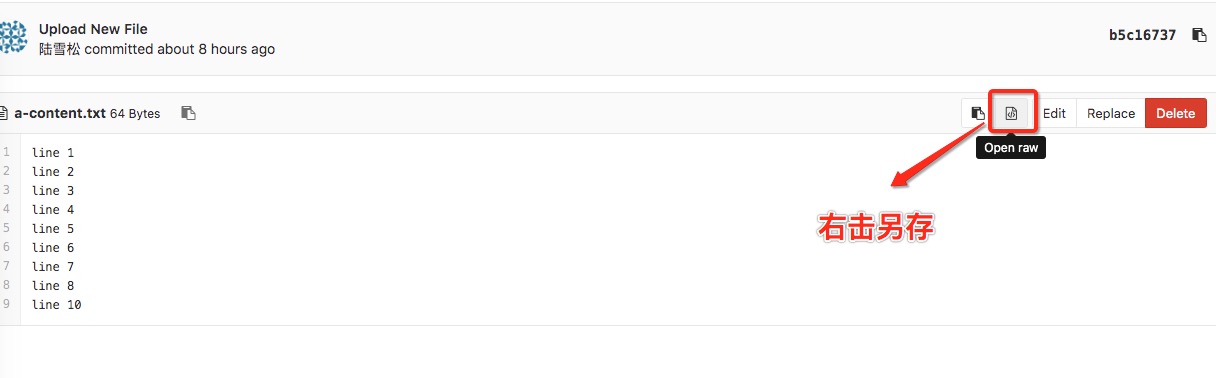 Upload New File
陆雪松 committed about 8 hours ago
b5c16737
a-content.txt 64 Bytes
Edit
Replace
Delete
Open raw
1 line 1
2 line 2
3 line 3
4 line 4
5 line 5
6 line 6
7 line 7
8 line 8
9 line 10
右击另存